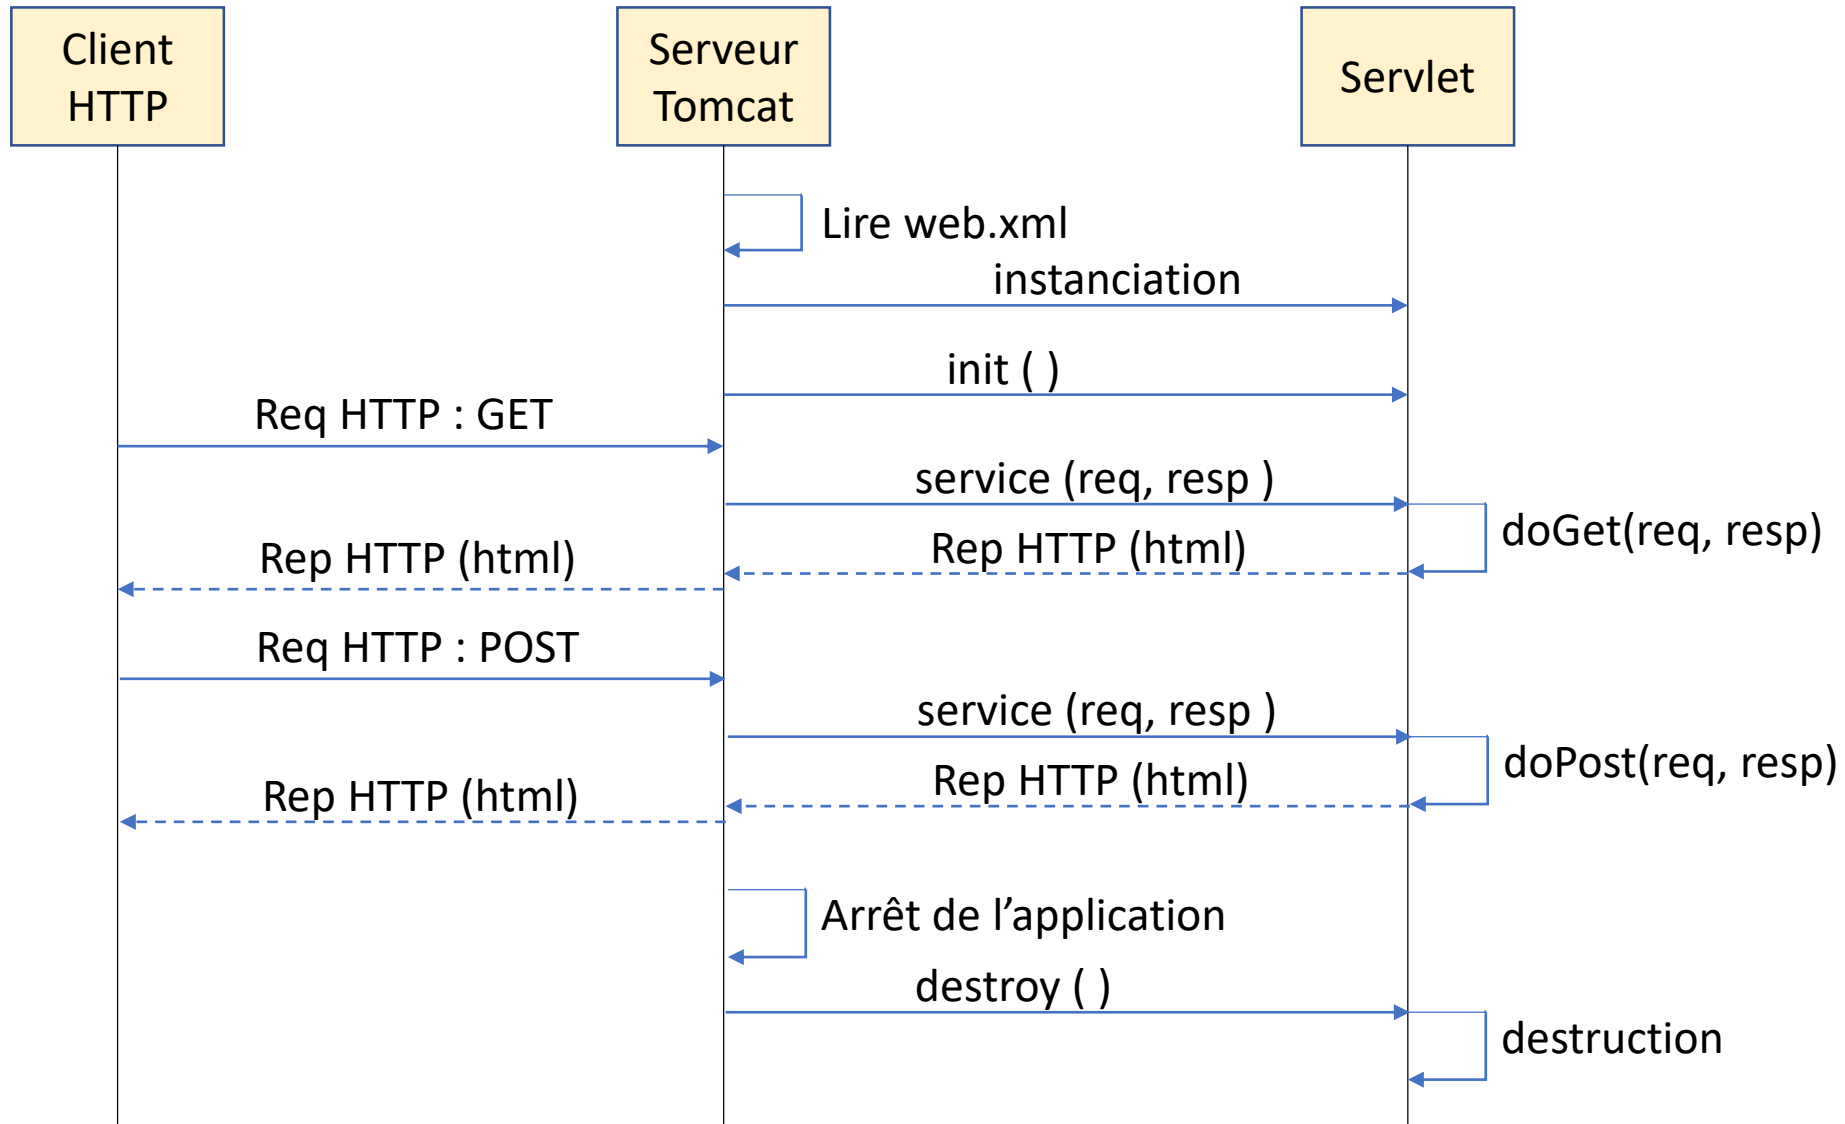 Client
HTTP
Serveur
Tomcat
Servlet
Lire web.xml
instanciation
init ( )
Req HTTP : GET
service (req, resp )
doGet(req, resp)
Rep HTTP (html)
Rep HTTP (html)
Req HTTP : POST
service (req, resp )
doPost(req, resp)
Rep HTTP (html)
Rep HTTP (html)
Arrêt de l’application
destroy ( )
destruction